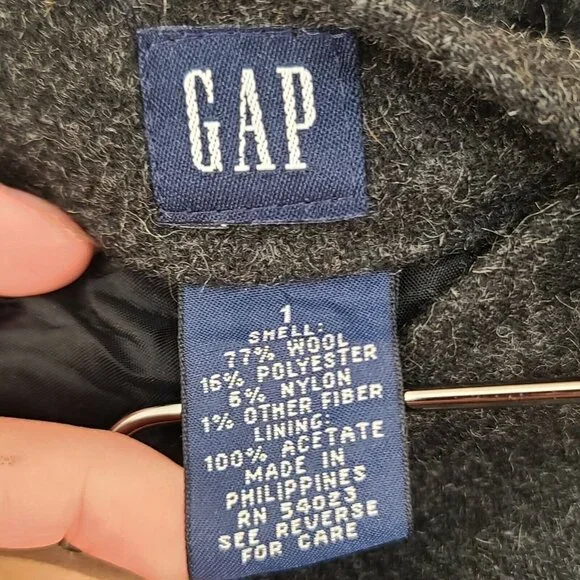 GAP
1
SHELL:
77% WOOL
16% POLYESTER
6% NYLON
1% OTHER FIBER
LINING:
100% ACETATE
MADE IN
PHILIPPINES
RN 54023
SEE REVERSE
FOR CARE